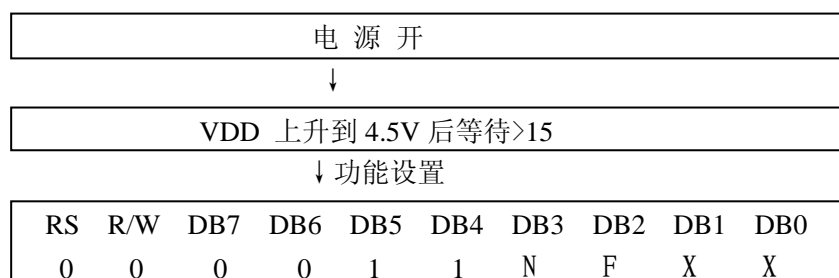 电 源 开
↓
VDD 上升到 4.5V 后等待>15
↓功能设置
RS R/W DB7 DB6 DB5 DB4 DB3 DB2 DB1 DB0
0 0 0 0 1 1 N F X X